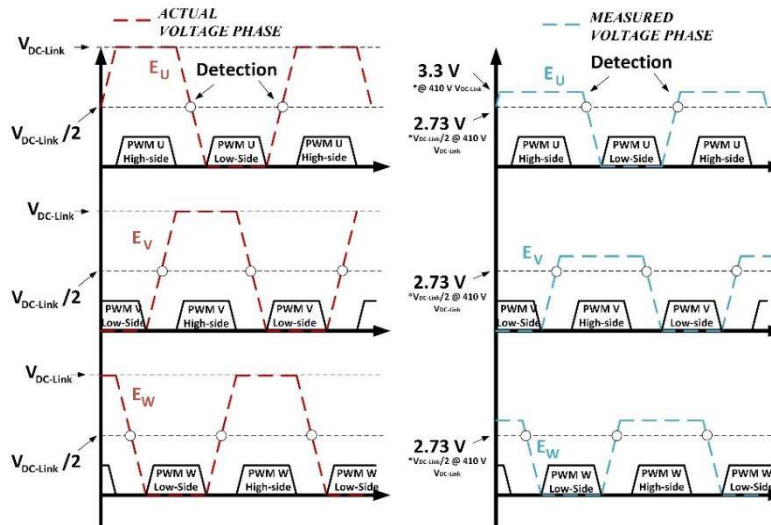 ACTUAL
VOLTAGE PHASE
V_DC-Link
E_U
Detection
V_DC-Link /2
PWM U
High-side
PWM U
Low-Side
PWM U
High-side
V_DC-Link
E_V
V_DC-Link /2
PWM V
Low-Side
PWM V
High-side
PWM V
Low-Side
V_DC-Link
E_W
V_DC-Link /2
PWM W
Low-Side
PWM W
High-side
PWM W
Low-Side
MEASURED
VOLTAGE PHASE
3.3 V
*@ 410 V V_DC-Link
E_U
Detection
2.73 V
*V_DC-Link/2 @ 410 V
V_DC-Link
PWM U
High-side
PWM U
Low-Side
PWM U
High-side
E_V
2.73 V
*V_DC-Link/2 @ 410 V
V_DC-Link
PWM V
Low-Side
PWM V
High-side
PWM V
Low-Side
E_W
2.73 V
*V_DC-Link/2 @ 410 V
V_DC-Link
PWM W
Low-Side
PWM W
High-side
PWM W
Low-Side